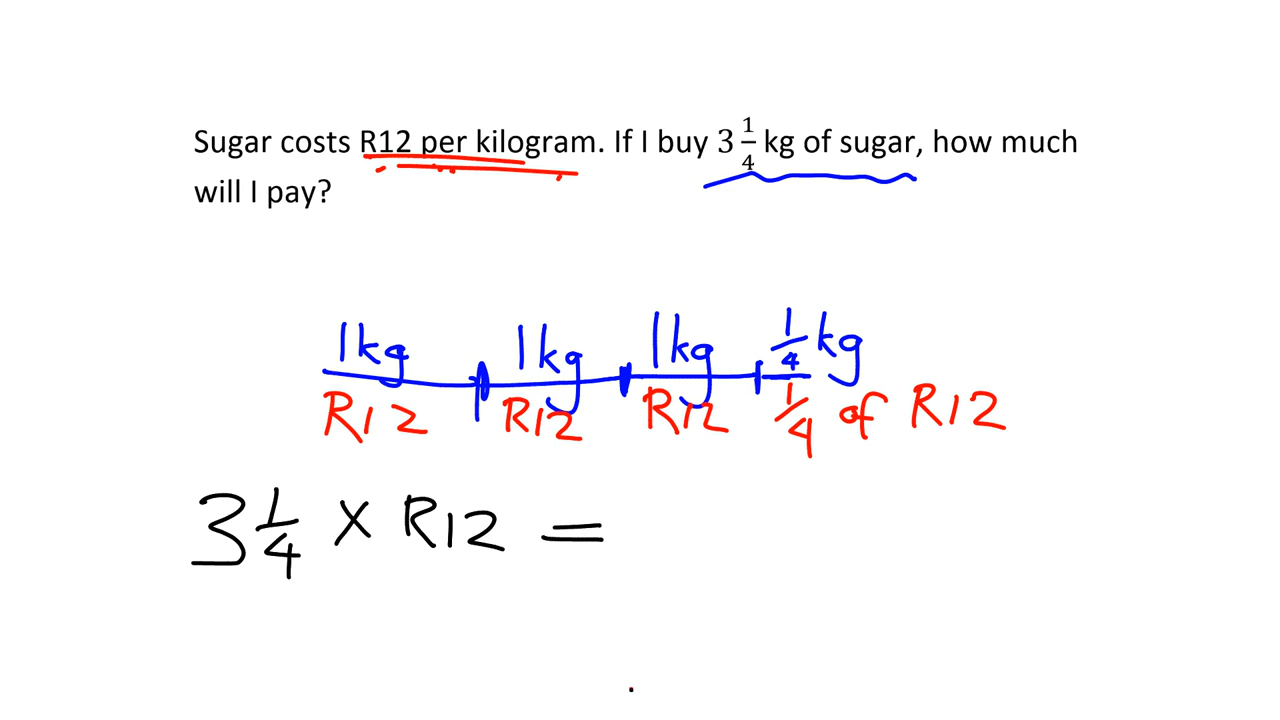 Sugar costs R12 per kilogram. If I buy 3 1/4 kg of sugar, how much
will I pay?
1kg 1kg 1kg 1/4 kg
R12 R12 R12 1/4 of R12
3 1/4 × R12 =